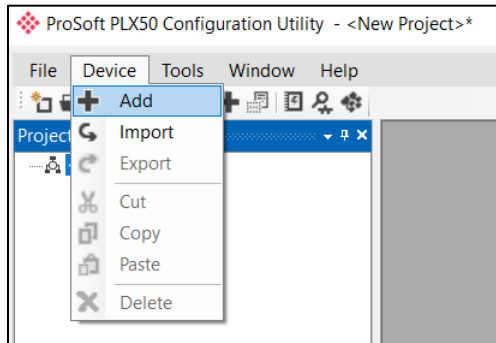 ProSoft PLX50 Configuration Utility - <New Project>*
File Device Tools Window Help
Add
Project
Import
Export
Cut
Copy
Paste
Delete